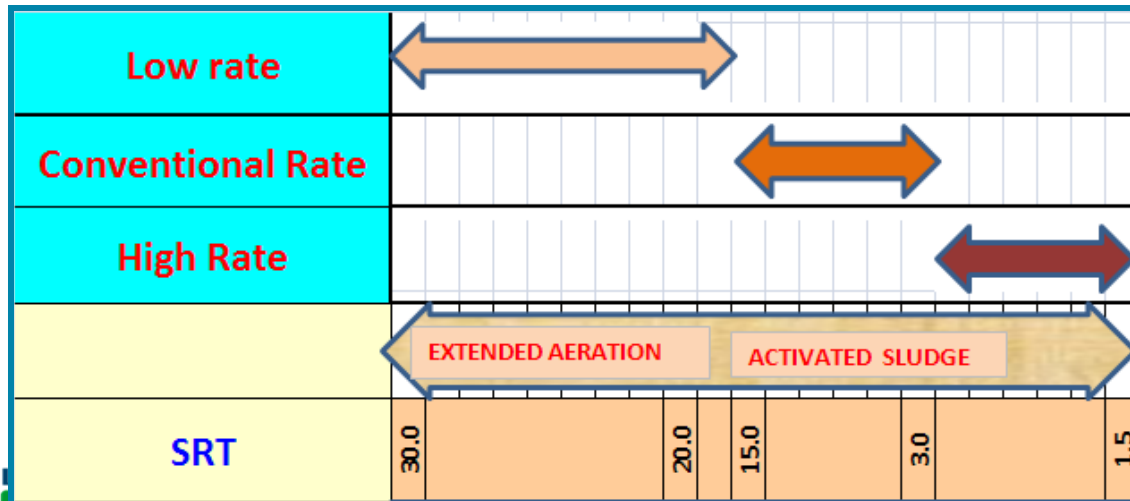 Low rate
Conventional Rate
High Rate
EXTENDED AERATION
ACTIVATED SLUDGE
SRT
30.0
20.0
15.0
3.0
1.5